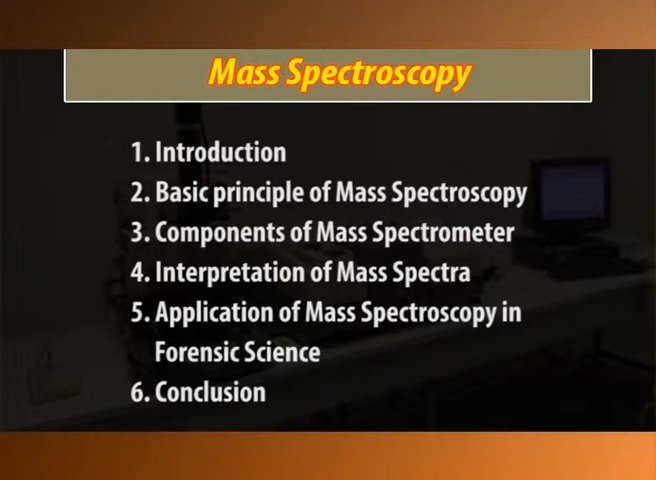 Mass Spectroscopy
1. Introduction
2. Basic principle of Mass Spectroscopy
3. Components of Mass Spectrometer
4. Interpretation of Mass Spectra
5. Application of Mass Spectroscopy in
Forensic Science
6. Conclusion